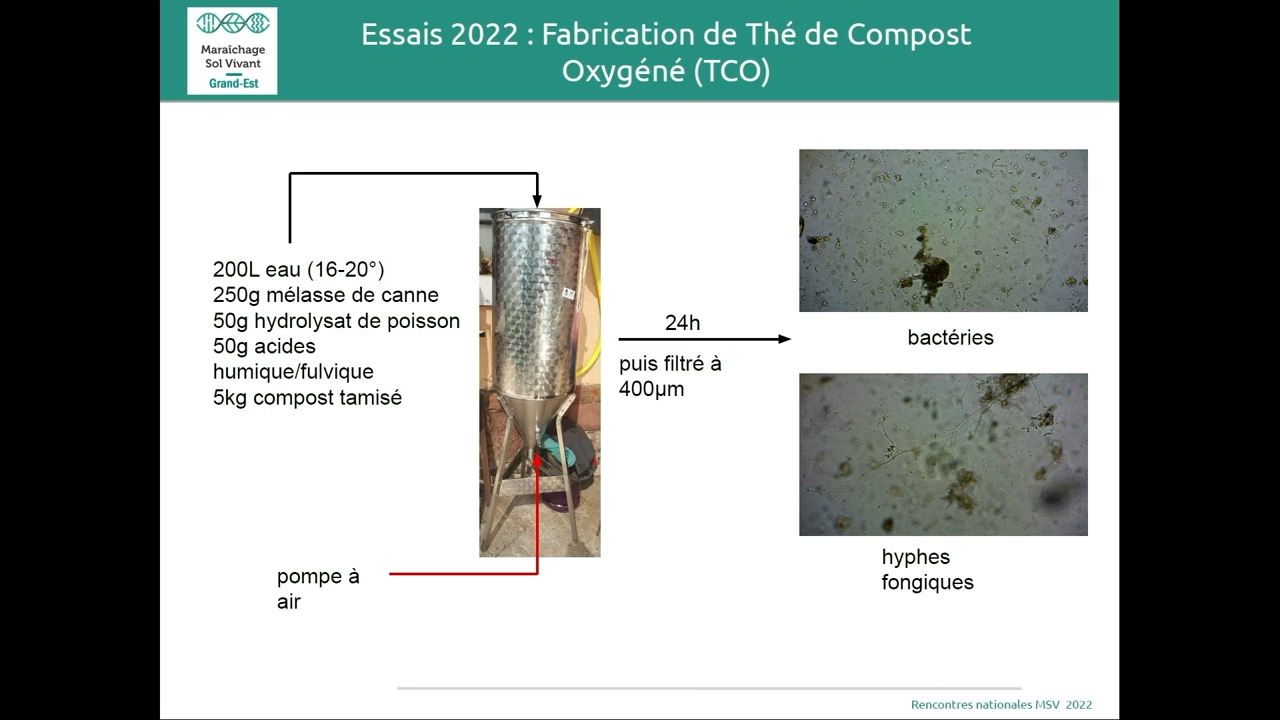 Maraîchage
Sol Vivant
Grand-Est
Essais 2022 : Fabrication de Thé de Compost
Oxygéné (TCO)
200L eau (16-20°)
250g mélasse de canne
50g hydrolysat de poisson
50g acides
humique/fulvique
5kg compost tamisé
pompe à
air
24h
puis filtré à
400µm
bactéries
hyphes
fongiques
Rencontres nationales MSV 2022